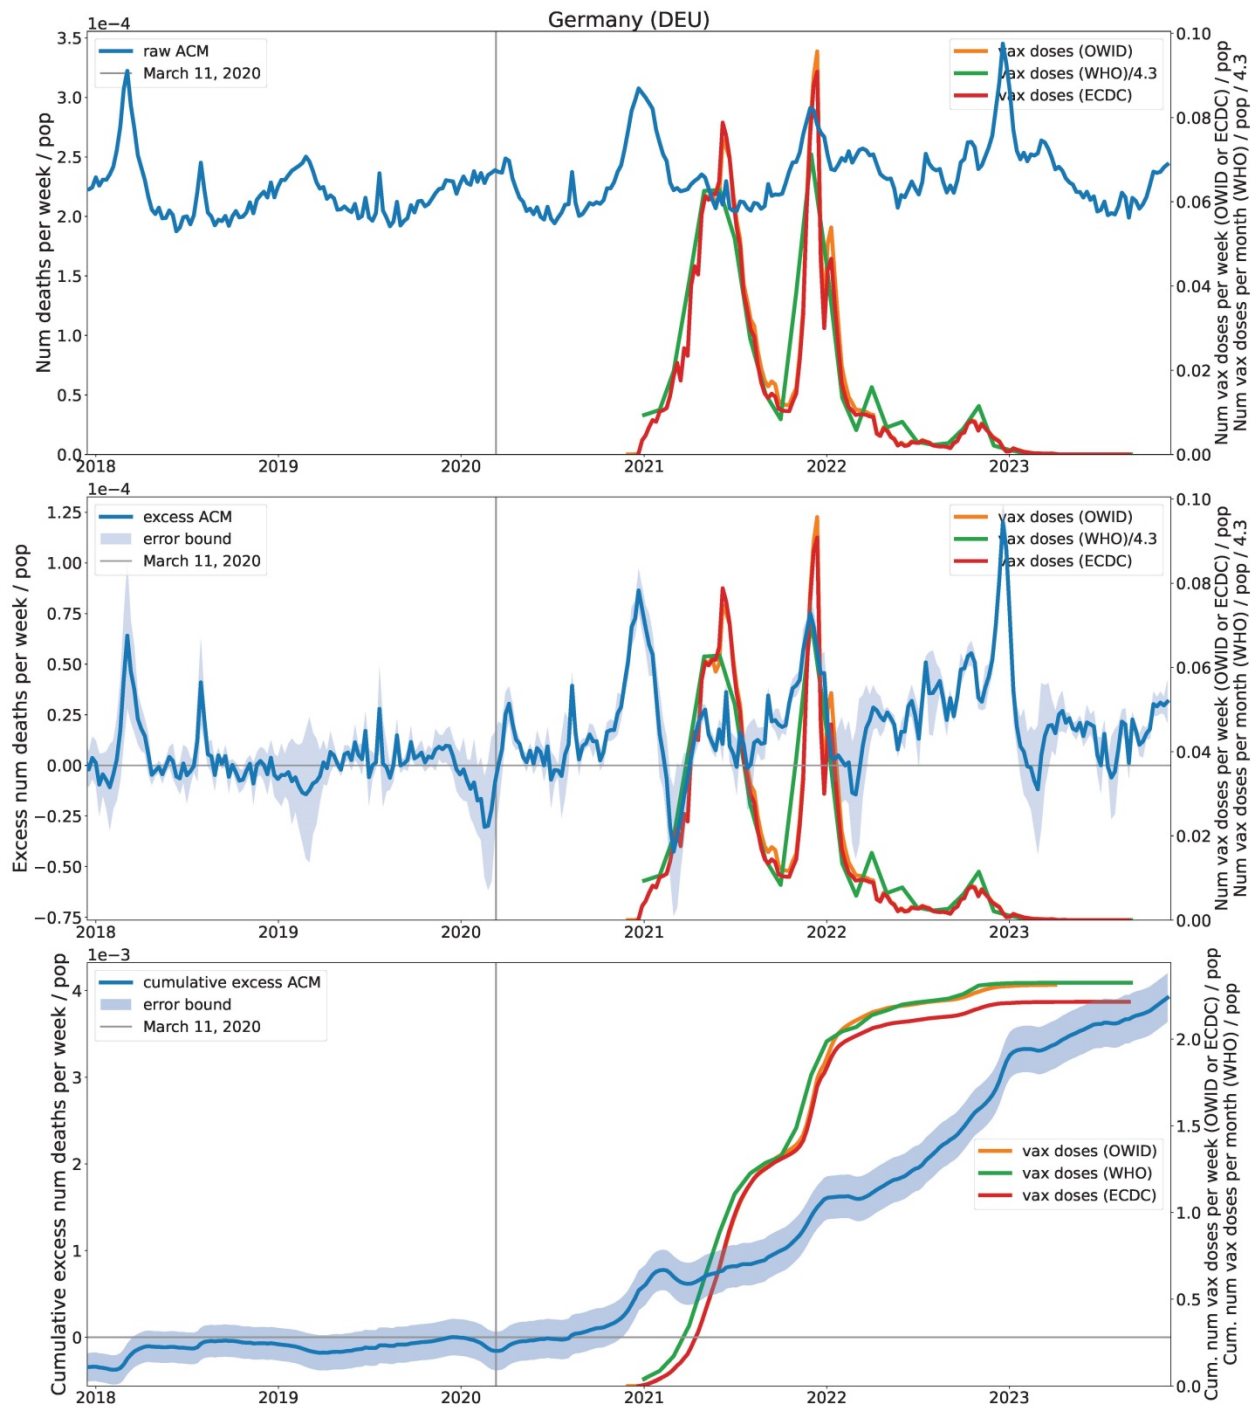 Germany (DEU)
1e−4
3.5
3.0
2.5
2.0
1.5
1.0
0.5
0.0
Num deaths per week / pop
raw ACM
March 11, 2020
vax doses (OWID)
vax doses (WHO)/4.3
vax doses (ECDC)
0.10
0.08
0.06
0.04
0.02
0.00
Num vax doses per week (OWID or ECDC) / pop
Num vax doses per month (WHO) / pop / 4.3
2018 2019 2020 2021 2022 2023
1e−4
1.25
1.00
0.75
0.50
0.25
0.00
−0.25
−0.50
−0.75
Excess num deaths per week / pop
excess ACM
error bound
March 11, 2020
vax doses (OWID)
vax doses (WHO)/4.3
vax doses (ECDC)
0.10
0.08
0.06
0.04
0.02
0.00
Num vax doses per week (OWID or ECDC) / pop
Num vax doses per month (WHO) / pop / 4.3
2018 2019 2020 2021 2022 2023
1e−3
4
3
2
1
0
Cumulative excess num deaths per week / pop
cumulative excess ACM
error bound
March 11, 2020
vax doses (OWID)
vax doses (WHO)
vax doses (ECDC)
2.0
1.5
1.0
0.5
0.0
Cum. num vax doses per week (OWID or ECDC) / pop
Cum. num vax doses per month (WHO) / pop
2018 2019 2020 2021 2022 2023